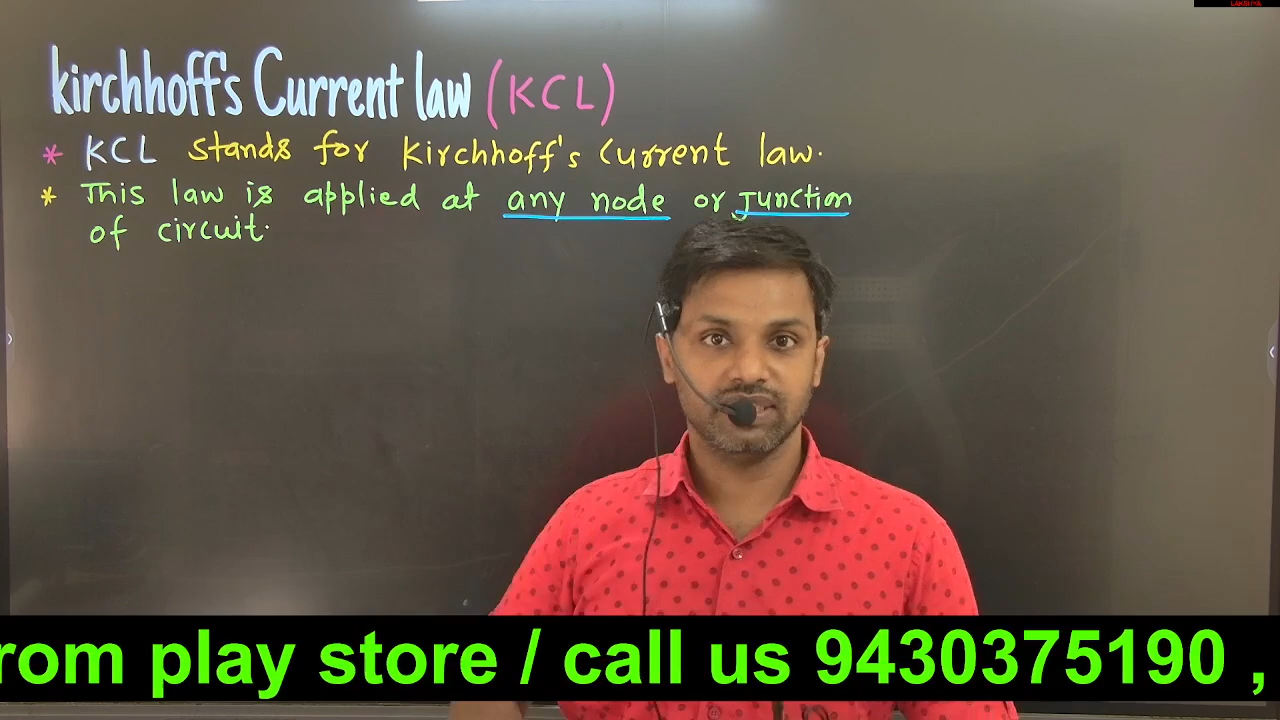 LAKSHYA
kirchhoff's Current law (KCL)
* KCL stands for Kirchhoff's Current law.
* This law is applied at any node or Junction
of circuit.
rom play store / call us 9430375190 ,